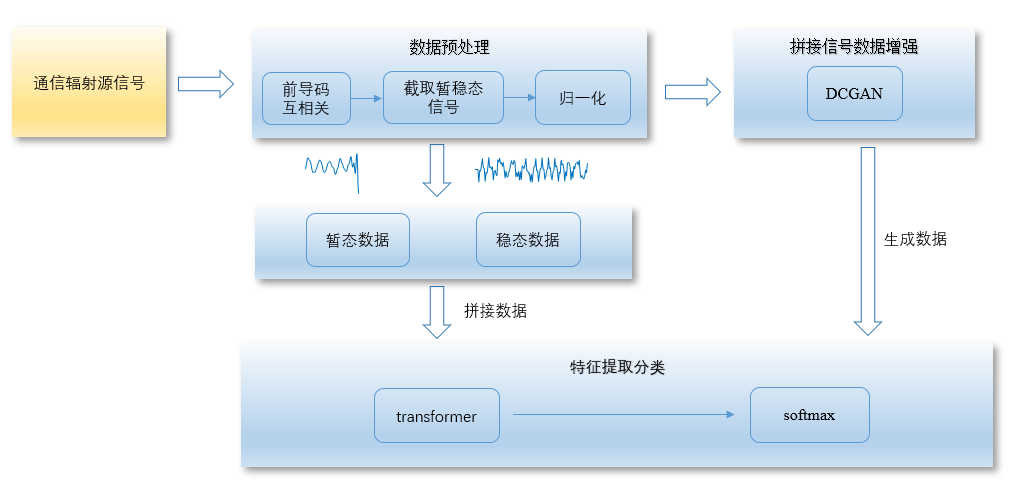 通信辐射源信号
数据预处理
前导码
互相关
截取暂稳态
信号
归一化
拼接信号数据增强
DCGAN
暂态数据
稳态数据
生成数据
拼接数据
特征提取分类
transformer
softmax